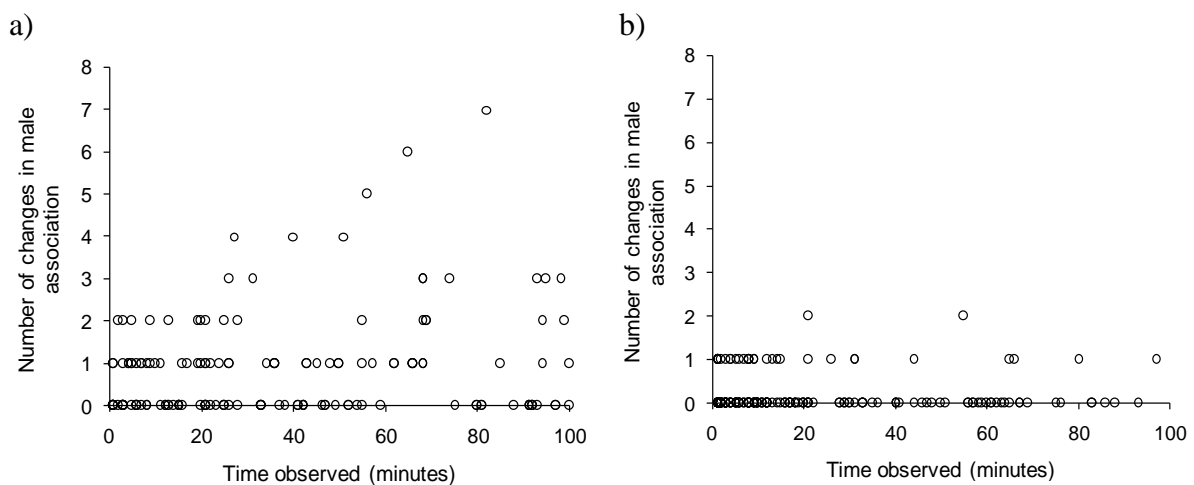 a)
8
7
6
5
4
3
2
1
0
Number of changes in male
association
0 20 40 60 80 100
Time observed (minutes)
b)
8
7
6
5
4
3
2
1
0
Number of changes in male
association
0 20 40 60 80 100
Time observed (minutes)